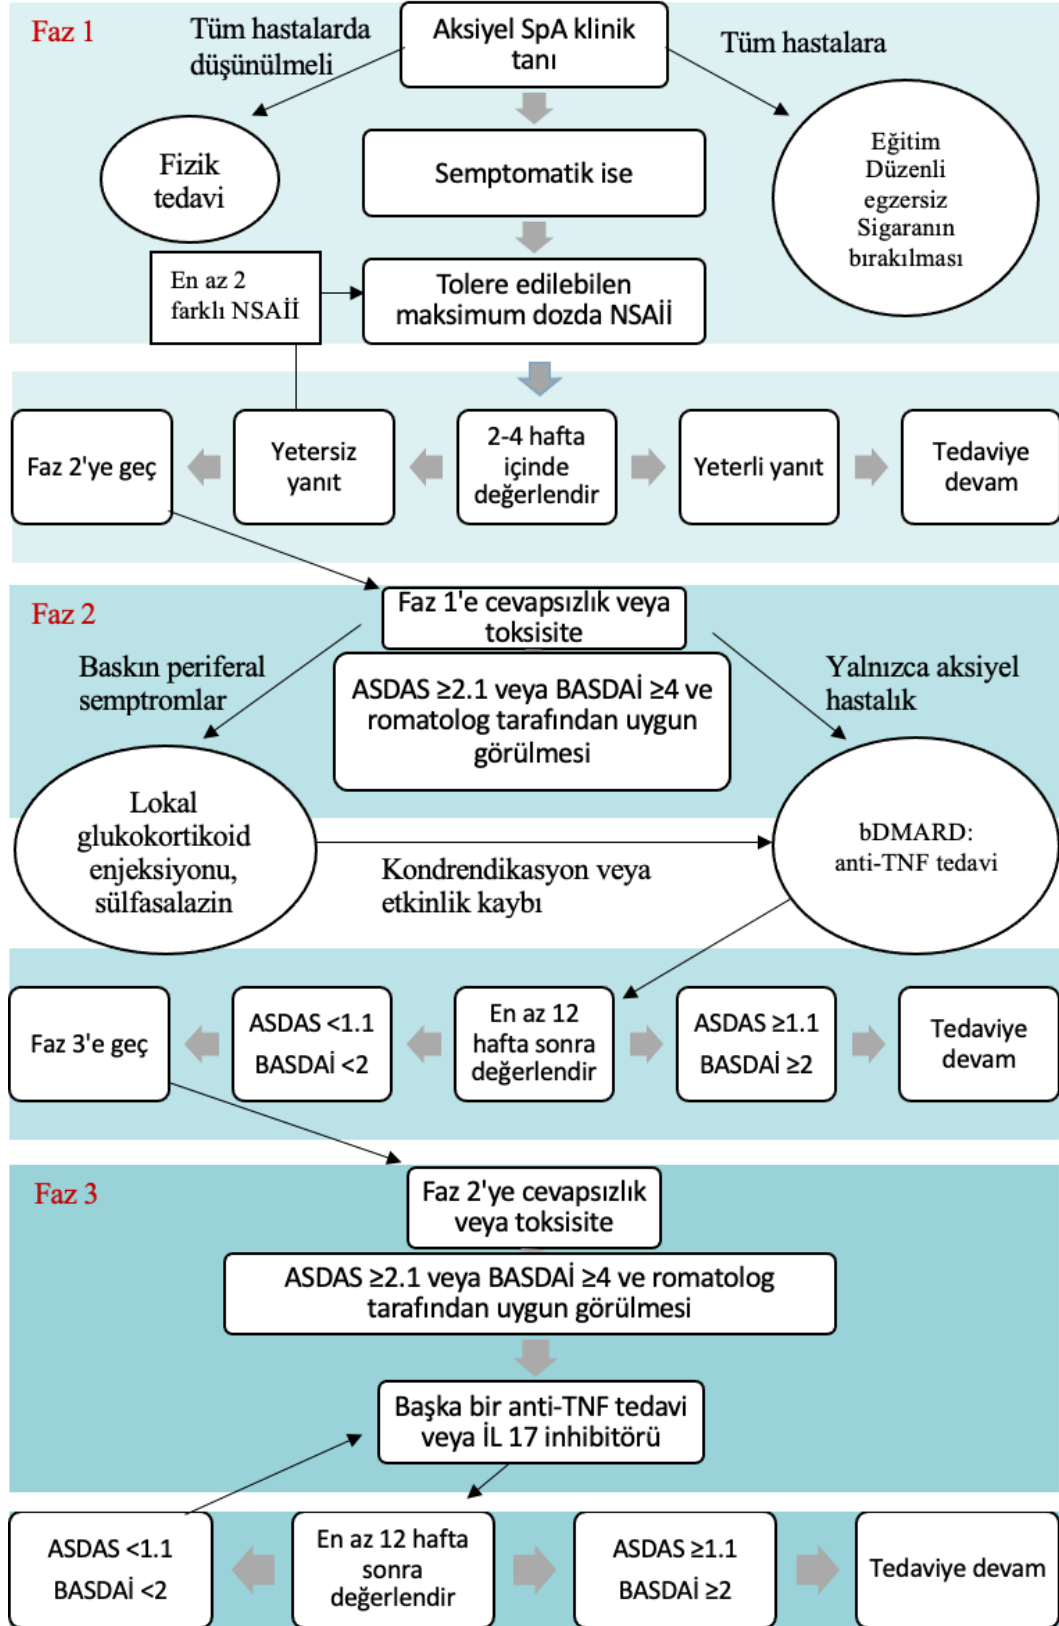 Faz 1
Tüm hastalarda
düşünülmeli
Aksiyel SpA klinik
tanı
Tüm hastalara
Fizik
tedavi
Semptomatik ise
Eğitim
Düzenli
egzersiz
Sigaranın
bırakılması
En az 2
farklı NSAİİ
Tolere edilebilen
maksimum dozda NSAİİ
Faz 2'ye geç
Yetersiz
yanıt
2-4 hafta
içinde
değerlendir
Yeterli yanıt
Tedaviye
devam
Faz 2
Faz 1'e cevapsızlık veya
toksisite
Baskın periferal
semptromlar
ASDAS ≥2.1 veya BASDAİ ≥4 ve
romatolog tarafından uygun
görülmesi
Yalnızca aksiyel
hastalık
Lokal
glukokortikoid
enjeksiyonu,
sülfasalazin
Kondrendikasyon veya
etkinlik kaybı
bDMARD:
anti-TNF tedavi
Faz 3'e geç
ASDAS <1.1
BASDAİ <2
En az 12
hafta sonra
değerlendir
ASDAS ≥1.1
BASDAİ ≥2
Tedaviye
devam
Faz 3
Faz 2'ye cevapsızlık
veya toksisite
ASDAS ≥2.1 veya BASDAİ ≥4 ve romatolog
tarafından uygun görülmesi
Başka bir anti-TNF tedavi
veya İL 17 inhibitörü
ASDAS <1.1
BASDAİ <2
En az 12 hafta
sonra
değerlendir
ASDAS ≥1.1
BASDAİ ≥2
Tedaviye devam